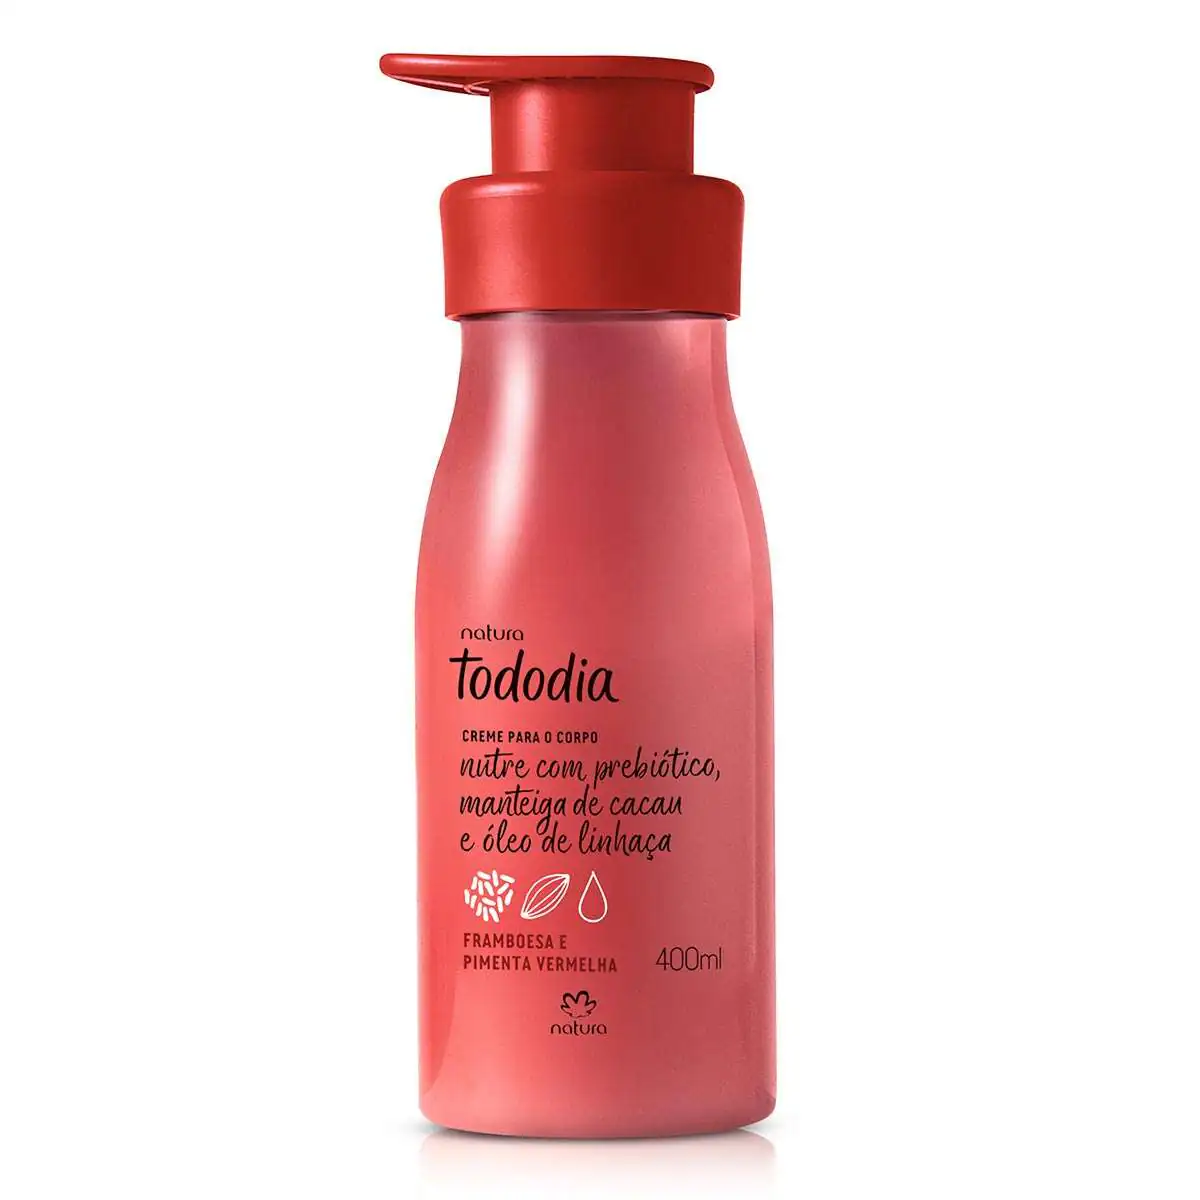 natura
tododia
CREME PARA O CORPO
nutre com prebiótico,
manteiga de cacau
e óleo de linhaça
FRAMBOESA E
PIMENTA VERMELHA
400ml
natura